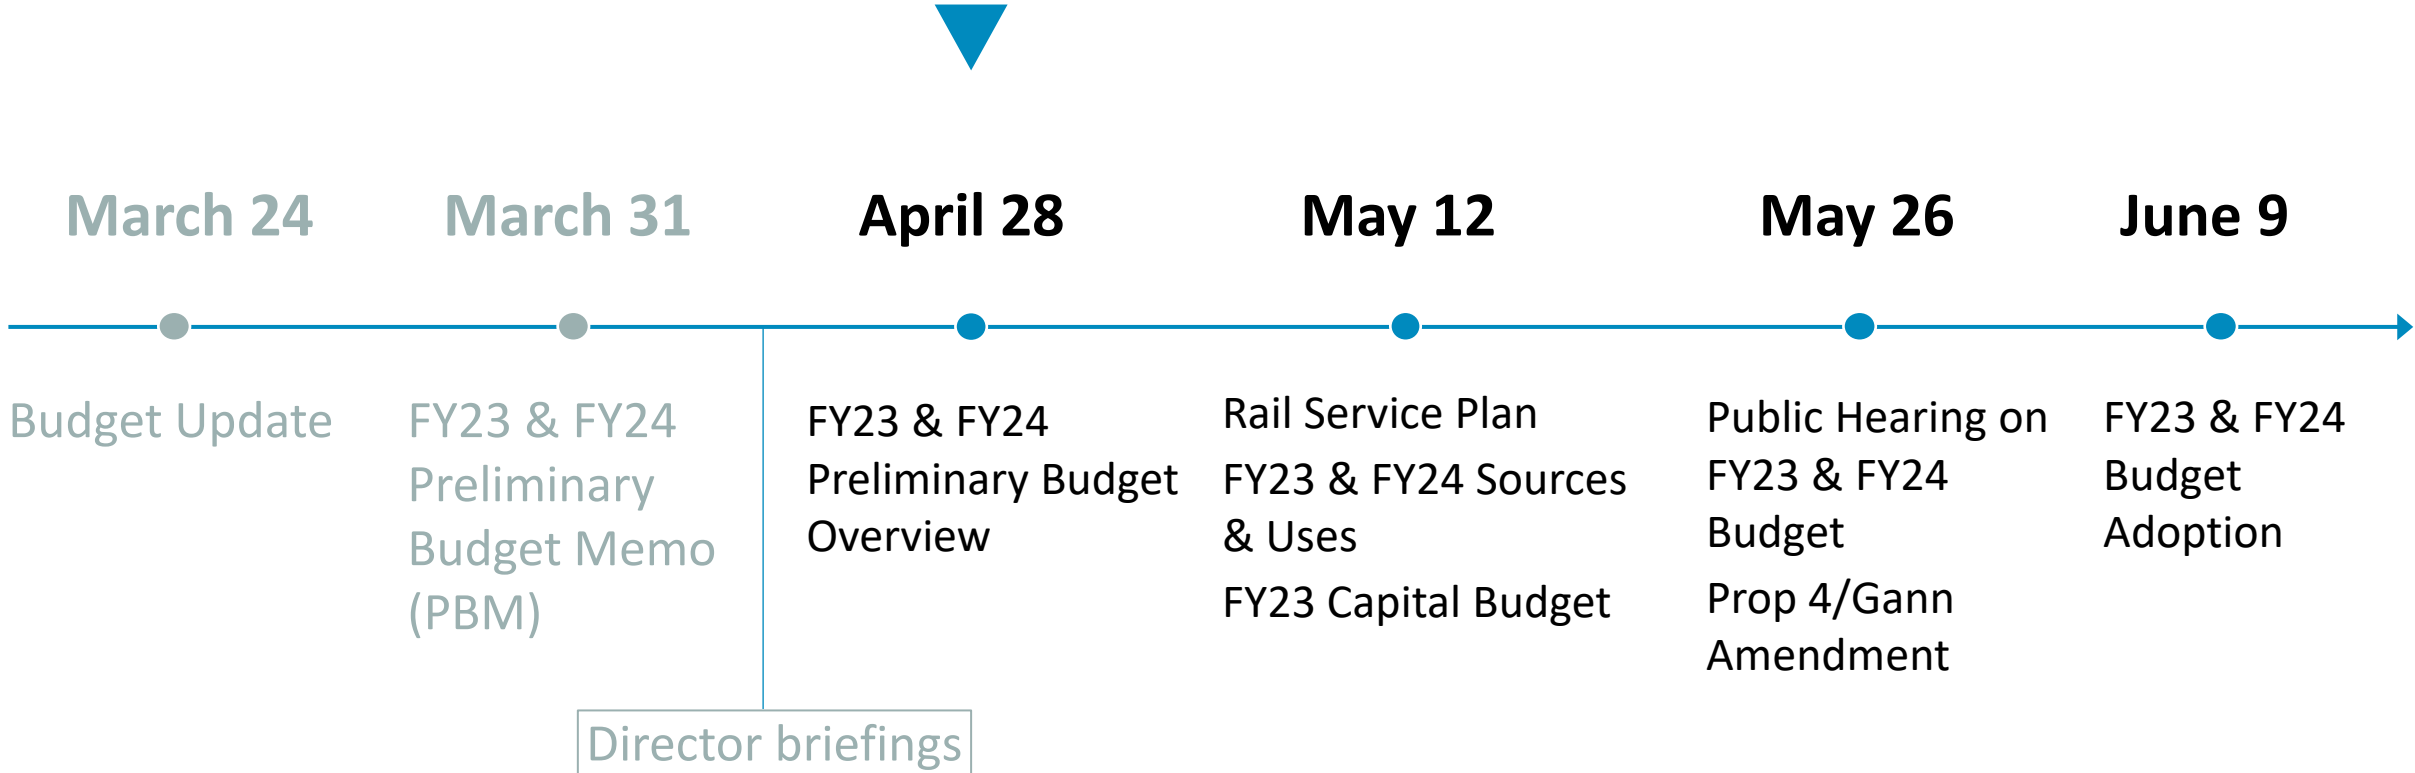 March 24
March 31
April 28
May 12
May 26
June 9
Budget Update
FY23 & FY24
Preliminary
Budget Memo
(PBM)
Director briefings
FY23 & FY24
Preliminary Budget
Overview
Rail Service Plan
FY23 & FY24 Sources
& Uses
FY23 Capital Budget
Public Hearing on
FY23 & FY24
Budget
Prop 4/Gann
Amendment
FY23 & FY24
Budget
Adoption